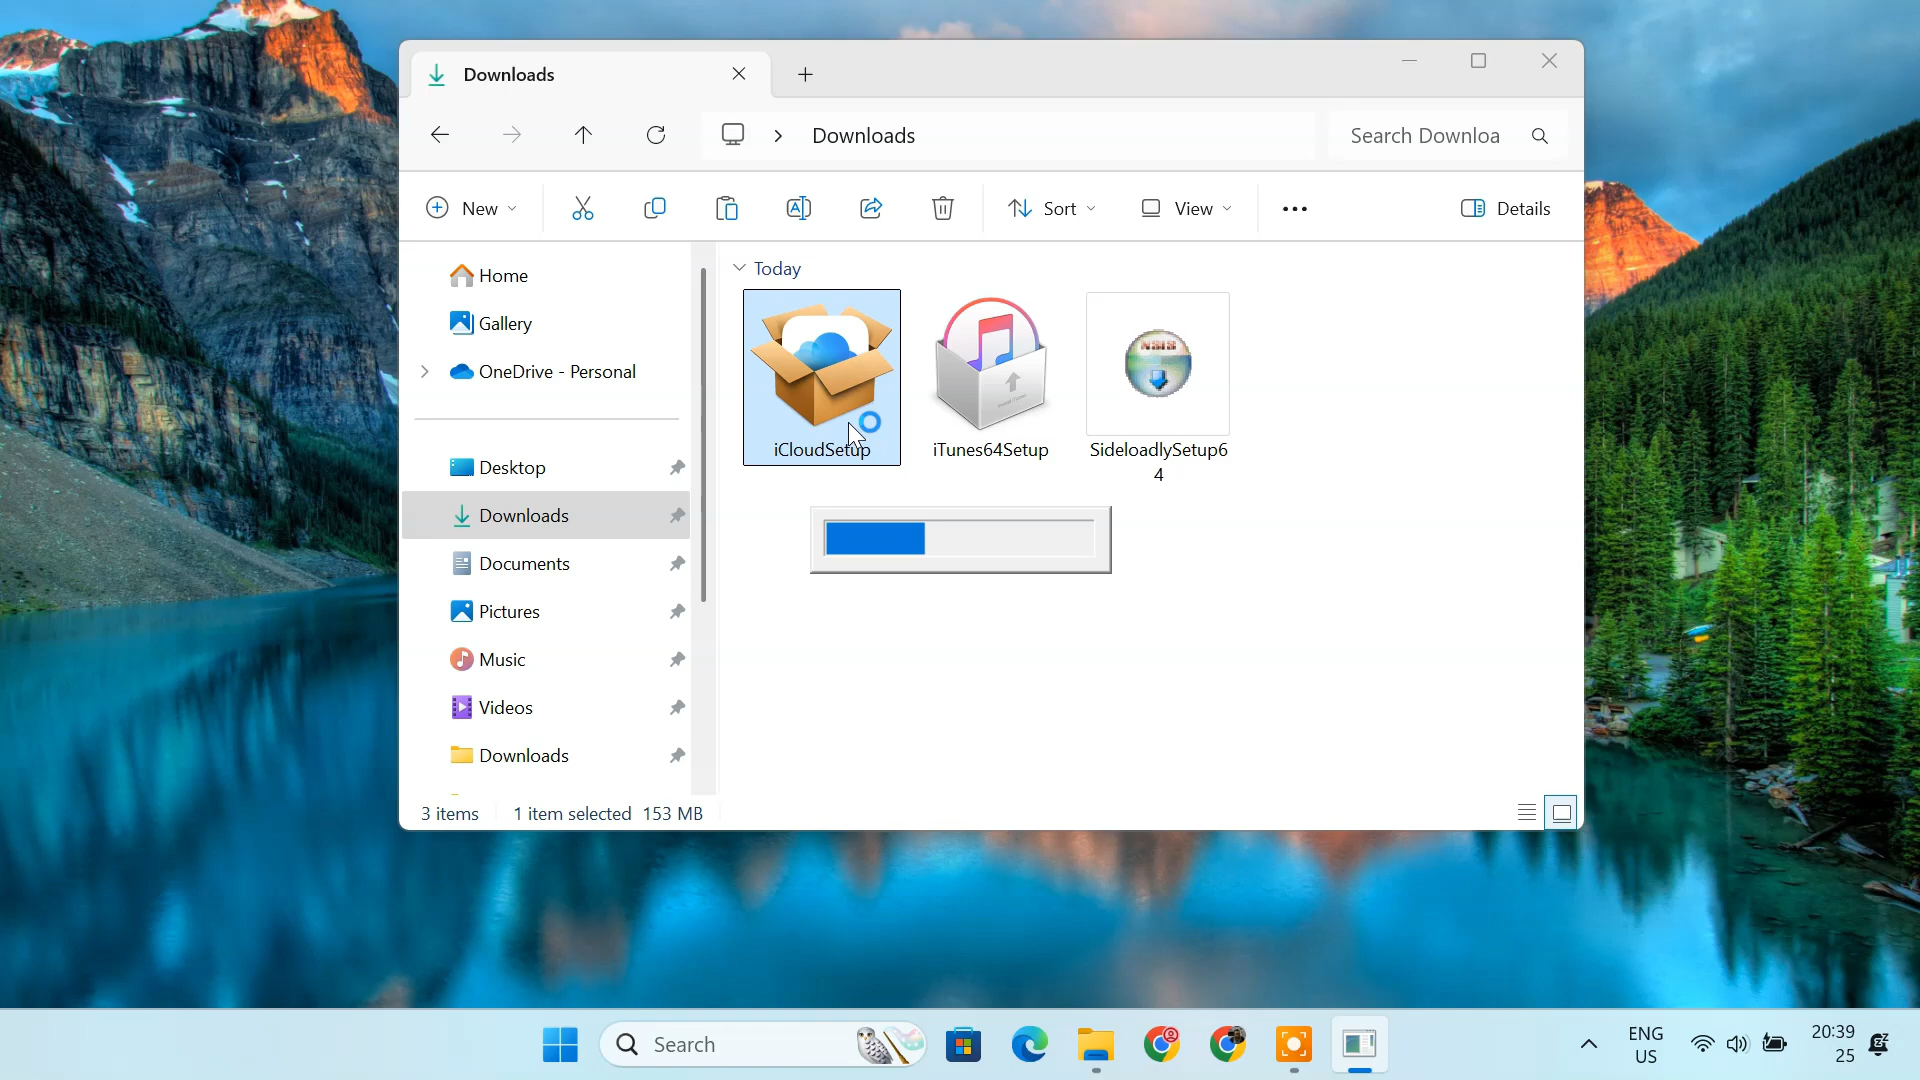 Downloads
Downloads
Search Downloa
New
Sort
View
Details
Home
Gallery
OneDrive - Personal
Desktop
Downloads
Documents
Pictures
Music
Videos
Downloads
Today
iCloudSetup
iTunes64Setup
NSIS
SideloadlySetup6
4
3 items
1 item selected 153 MB
Search
ENG
US
20:39
25